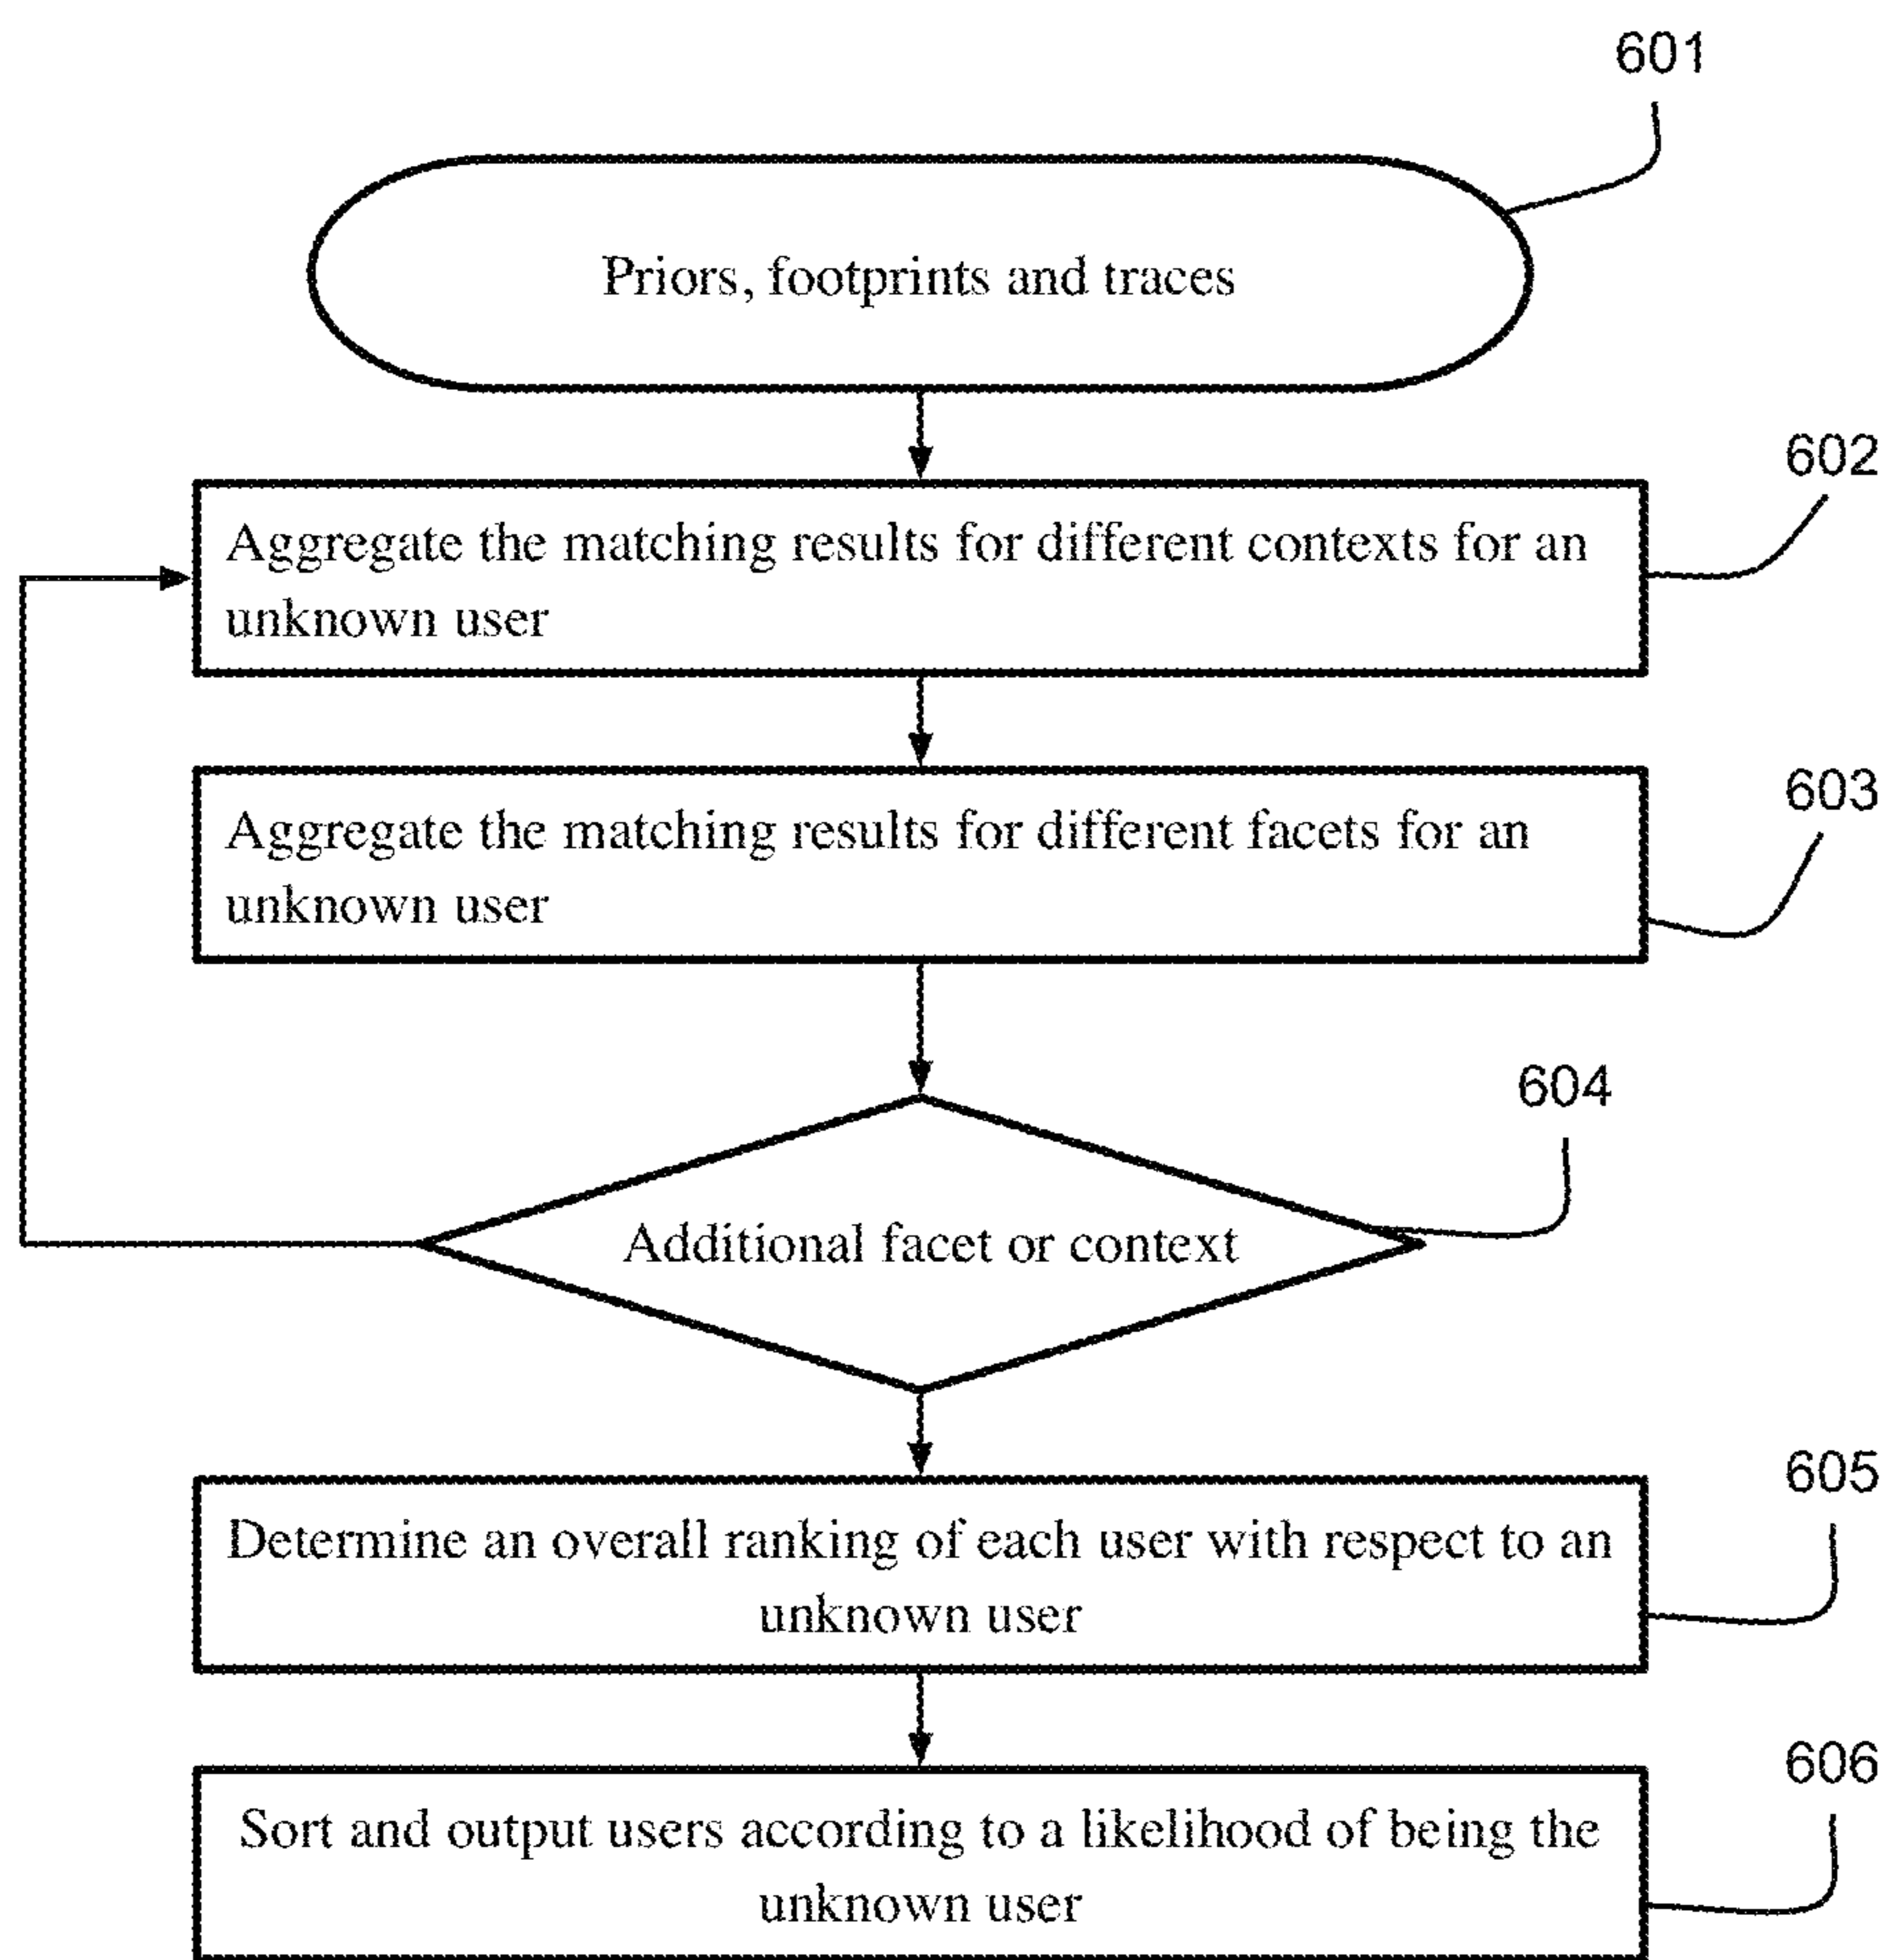 601
Priors, footprints and traces
602
Aggregate the matching results for different contexts for an
unknown user
603
Aggregate the matching results for different facets for an
unknown user
604
Additional facet or context
605
Determine an overall ranking of each user with respect to an
unknown user
606
Sort and output users according to a likelihood of being the
unknown user